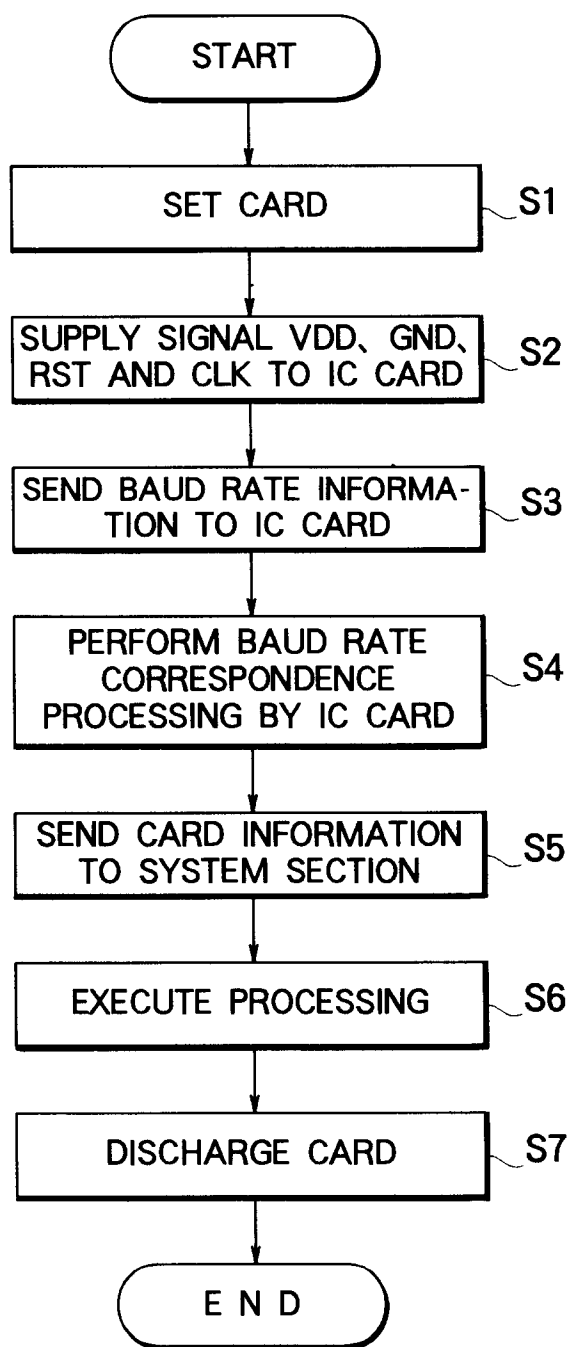 START
SET CARD
S1
SUPPLY SIGNAL VDD、GND、
RST AND CLK TO IC CARD
S2
SEND BAUD RATE INFORMA-
TION TO IC CARD
S3
PERFORM BAUD RATE
CORRESPONDENCE
PROCESSING BY IC CARD
S4
SEND CARD INFORMATION
TO SYSTEM SECTION
S5
EXECUTE PROCESSING
S6
DISCHARGE CARD
S7
E N D